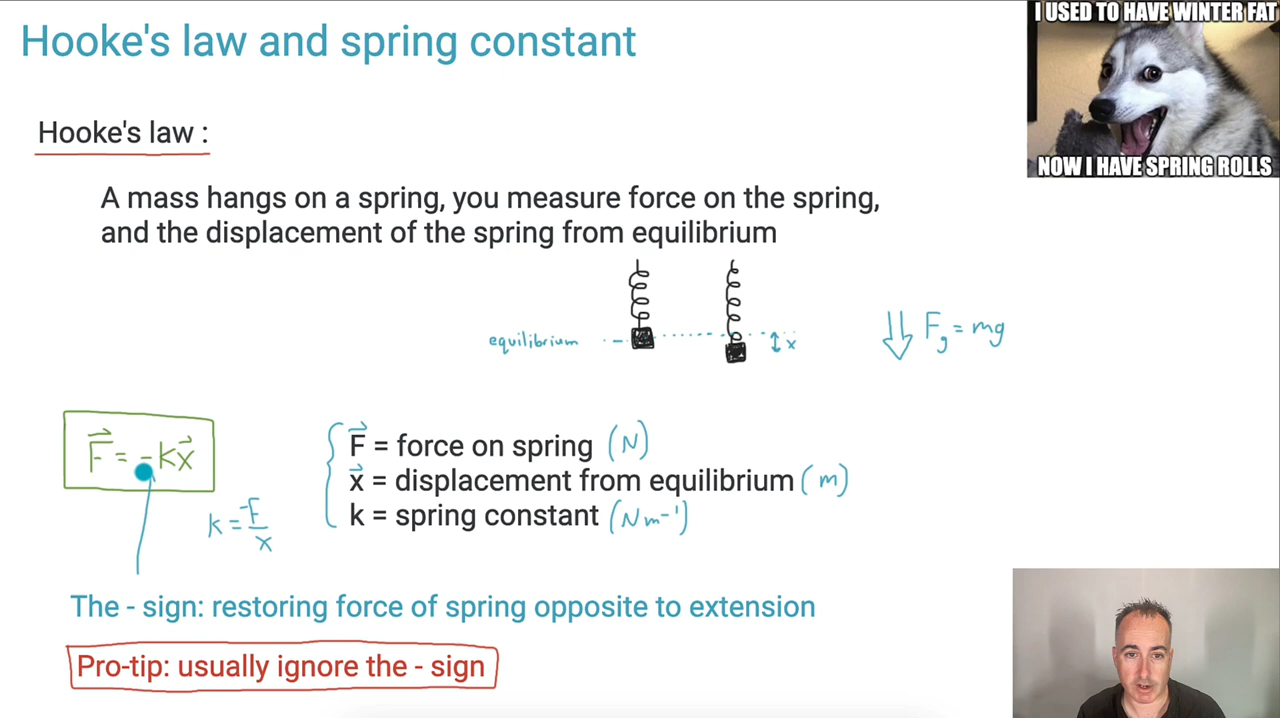 Hooke's law and spring constant
I USED TO HAVE WINTER FAT
NOW I HAVE SPRING ROLLS
Hooke's law :
A mass hangs on a spring, you measure force on the spring,
and the displacement of the spring from equilibrium
equilibrium
x
F_g = mg
F⃗ = -kx⃗
k = -F/x
F⃗ = force on spring (N)
x⃗ = displacement from equilibrium (m)
k = spring constant (Nm⁻¹)
The - sign: restoring force of spring opposite to extension
Pro-tip: usually ignore the - sign